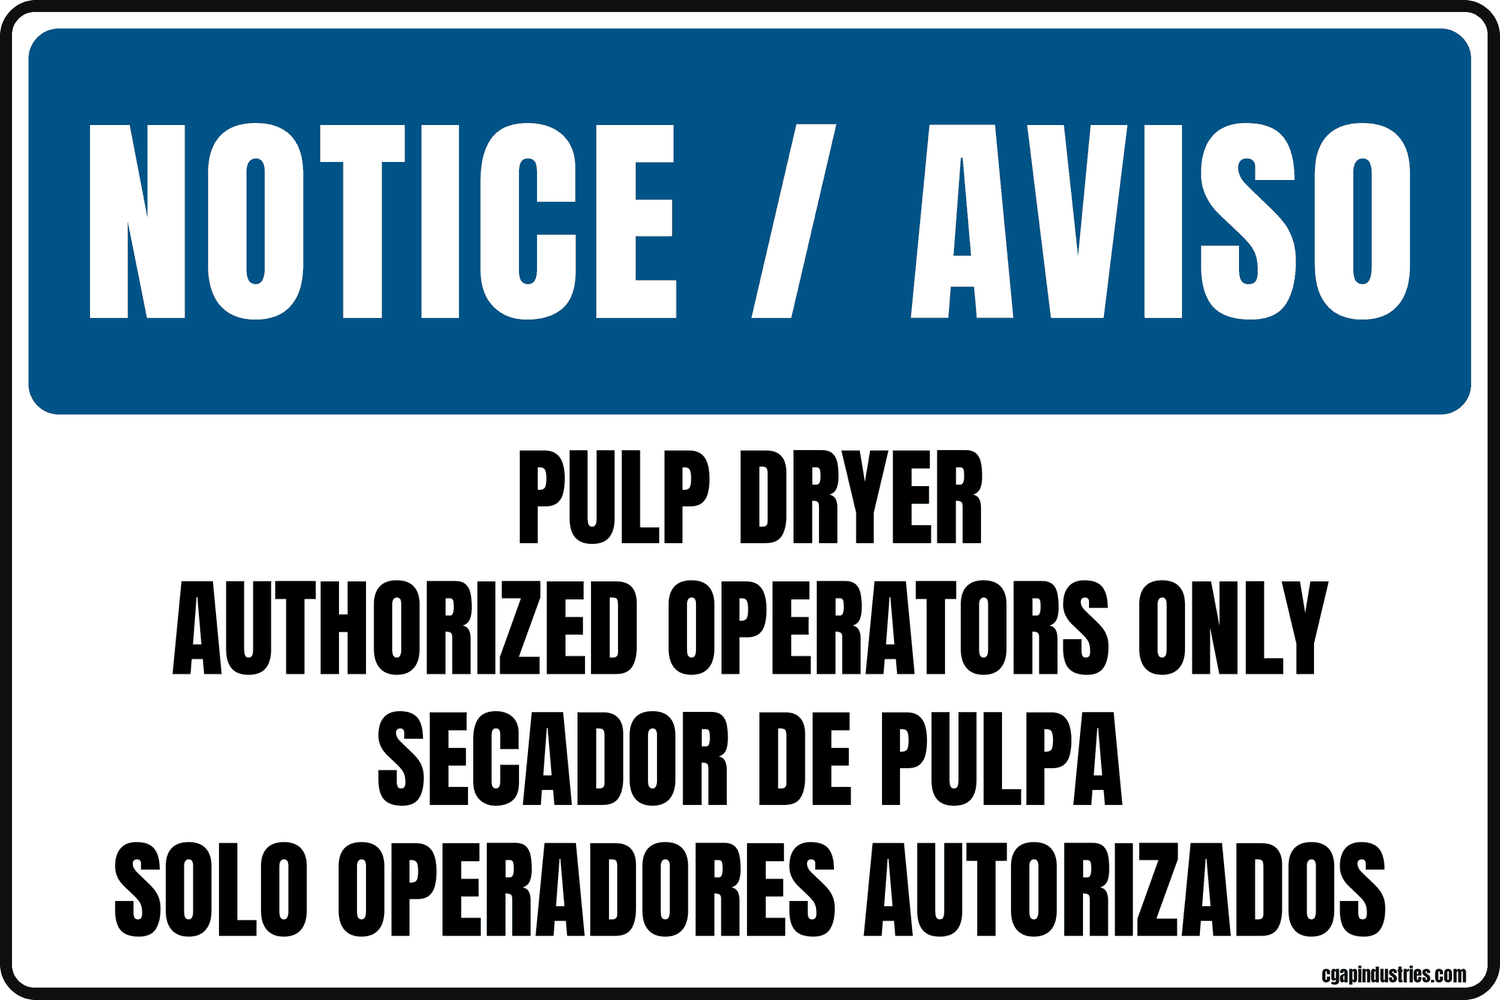 NOTICE / AVISO
PULP DRYER
AUTHORIZED OPERATORS ONLY
SECADOR DE PULPA
SOLO OPERADORES AUTORIZADOS
cgapindustries.com